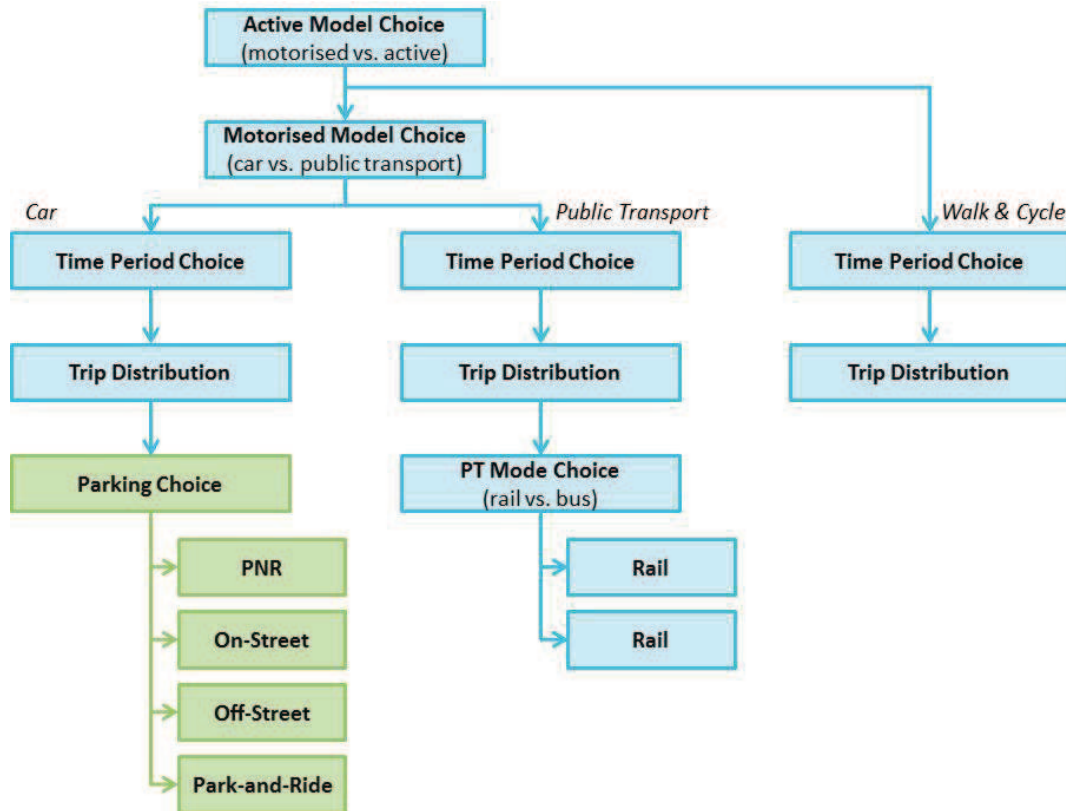 Active Model Choice
(motorised vs. active)
Motorised Model Choice
(car vs. public transport)
Car
Public Transport
Walk & Cycle
Time Period Choice
Time Period Choice
Time Period Choice
Trip Distribution
Trip Distribution
Trip Distribution
Parking Choice
PT Mode Choice
(rail vs. bus)
PNR
Rail
On-Street
Rail
Off-Street
Park-and-Ride